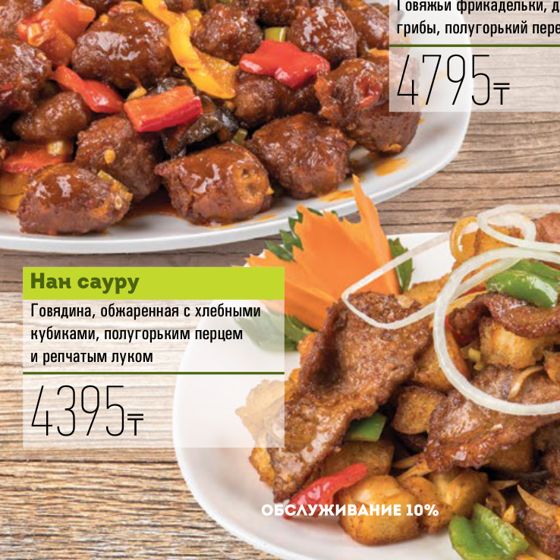 Говяжьи фрикадельки, д
грибы, полугорький пере
4795₸
Нан сауру
Говядина, обжаренная с хлебными
кубиками, полугорьким перцем
и репчатым луком
4395₸
ОБСЛУЖИВАНИЕ 10%